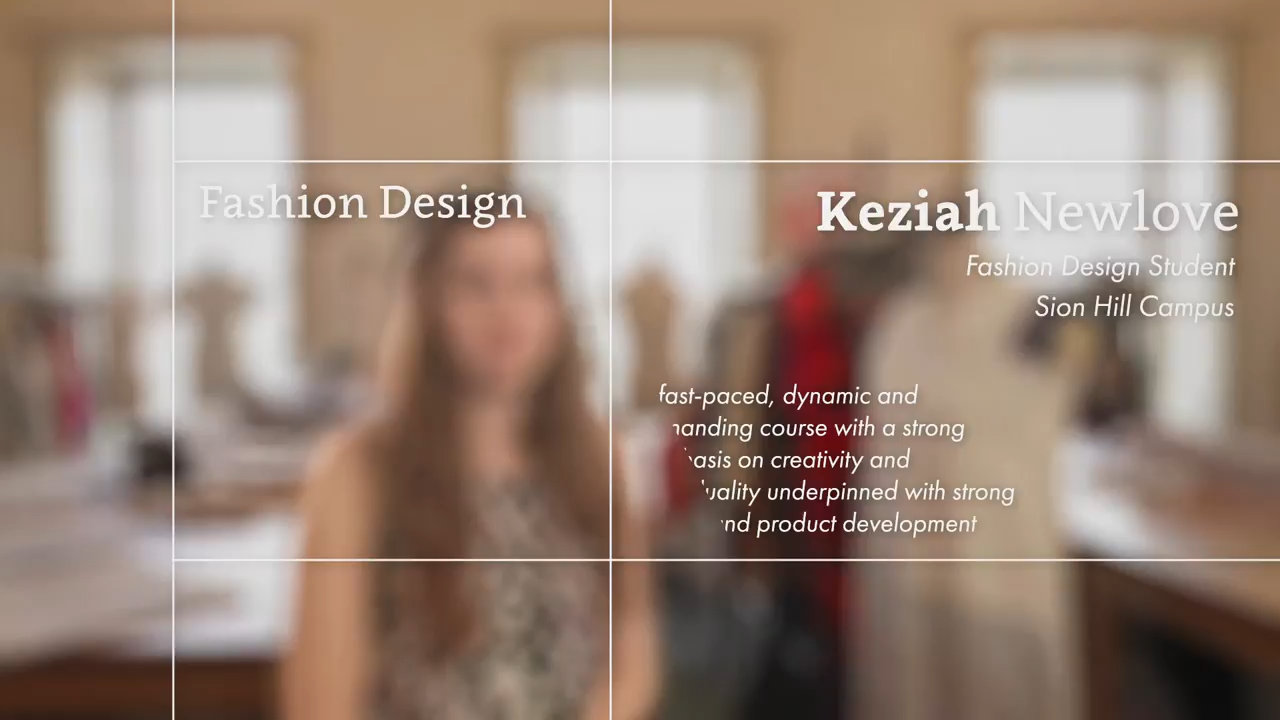 Fashion Design
Keziah Newlove
Fashion Design Student
Sion Hill Campus
fast-paced, dynamic and
course with a strong
on creativity and
underpinned with strong
product development